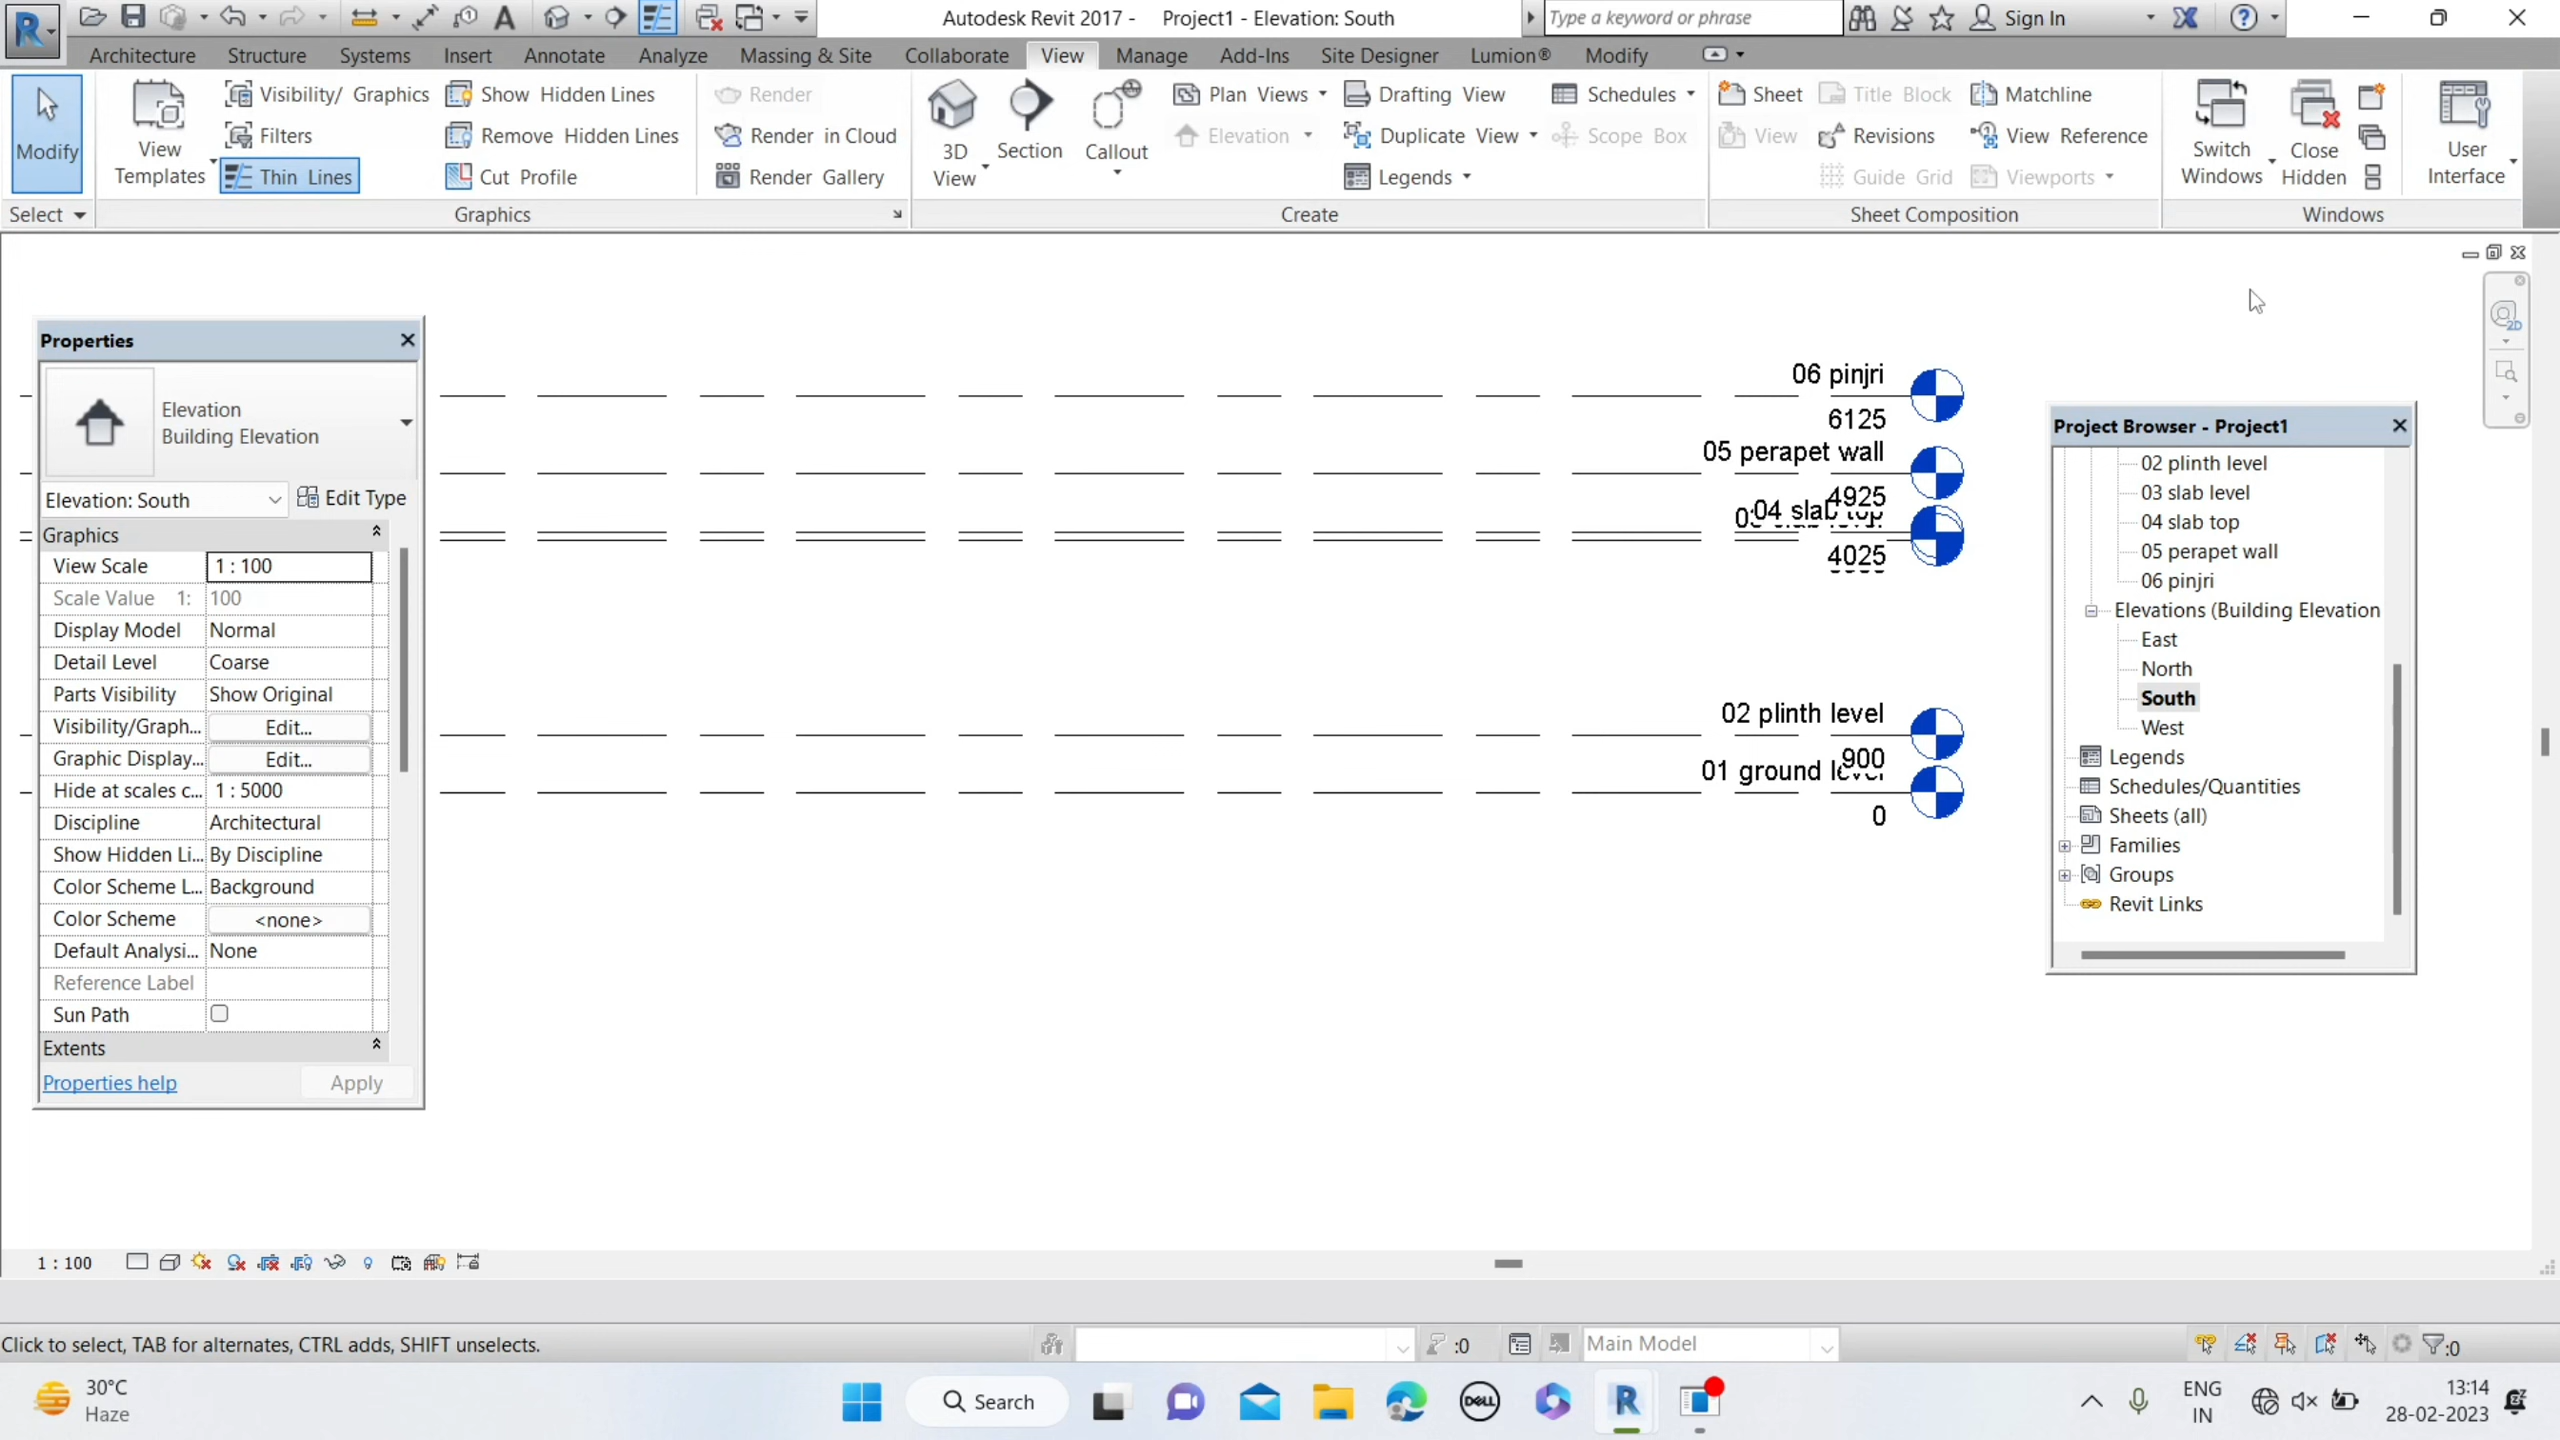 Autodesk Revit 2017 - Project1 - Elevation: South
Type a keyword or phrase
Sign In
Architecture Structure Systems Insert Annotate Analyze Massing & Site Collaborate View Manage Add-Ins Site Designer Lumion® Modify
Modify
View Templates
Visibility/ Graphics
Filters
Thin Lines
Show Hidden Lines
Remove Hidden Lines
Cut Profile
Render
Render in Cloud
Render Gallery
3D View
Section
Callout
Plan Views
Elevation
Drafting View
Duplicate View
Legends
Schedules
Scope Box
Sheet
View
Title Block
Revisions
Guide Grid
Matchline
View Reference
Viewports
Switch Windows
Close Hidden
User Interface
Select
Graphics
Create
Sheet Composition
Windows
Properties
Elevation
Building Elevation
Elevation: South
Edit Type
Graphics
View Scale 1 : 100
Scale Value 1: 100
Display Model Normal
Detail Level Coarse
Parts Visibility Show Original
Visibility/Graph... Edit...
Graphic Display... Edit...
Hide at scales c... 1 : 5000
Discipline Architectural
Show Hidden Li... By Discipline
Color Scheme L... Background
Color Scheme <none>
Default Analysi... None
Reference Label
Sun Path
Extents
Properties help
Apply
06 pinjri
6125
05 perapet wall
4925
04 slab top
4025
02 plinth level
900
01 ground level
0
Project Browser - Project1
02 plinth level
03 slab level
04 slab top
05 perapet wall
06 pinjri
Elevations (Building Elevation
East
North
South
West
Legends
Schedules/Quantities
Sheets (all)
Families
Groups
Revit Links
1 : 100
Click to select, TAB for alternates, CTRL adds, SHIFT unselects.
:0
Main Model
:0
30°C
Haze
Search
DELL
ENG
IN
13:14
28-02-2023